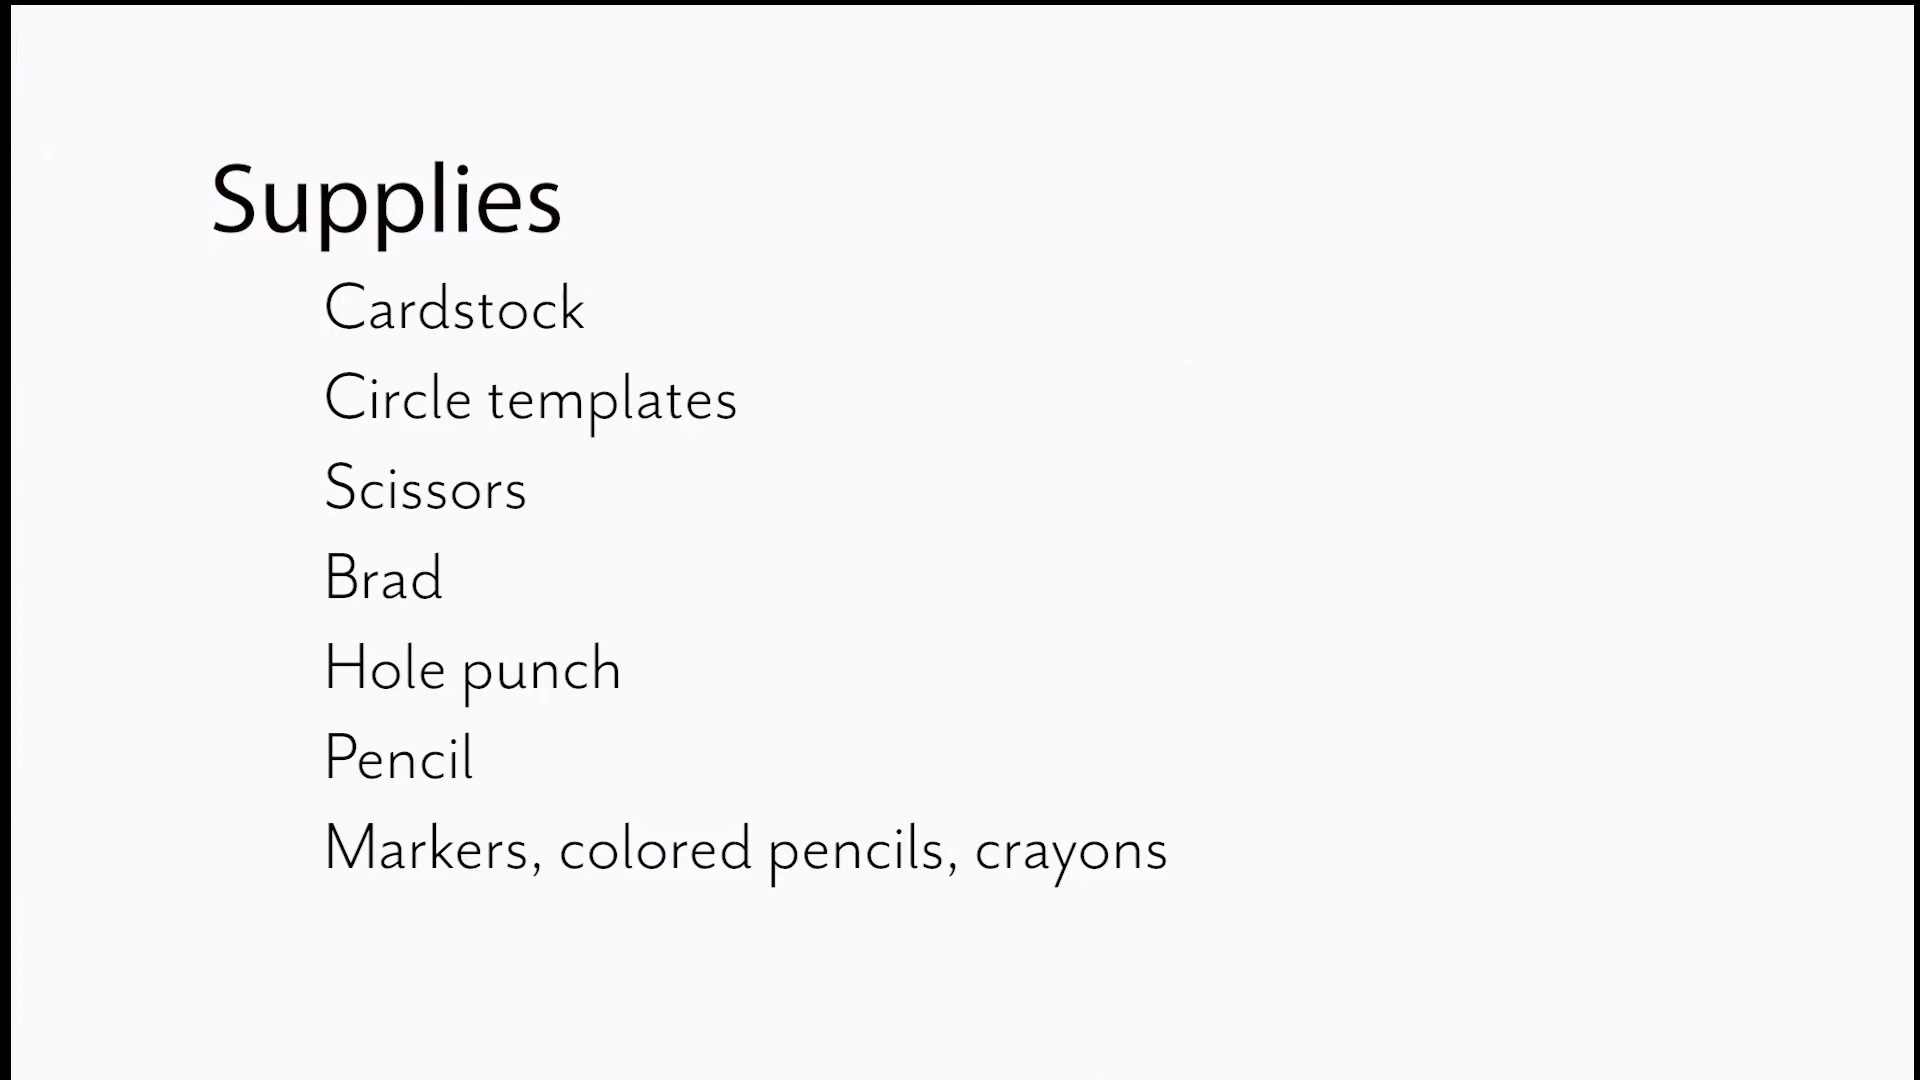 Supplies
Cardstock
Circle templates
Scissors
Brad
Hole punch
Pencil
Markers, colored pencils, crayons